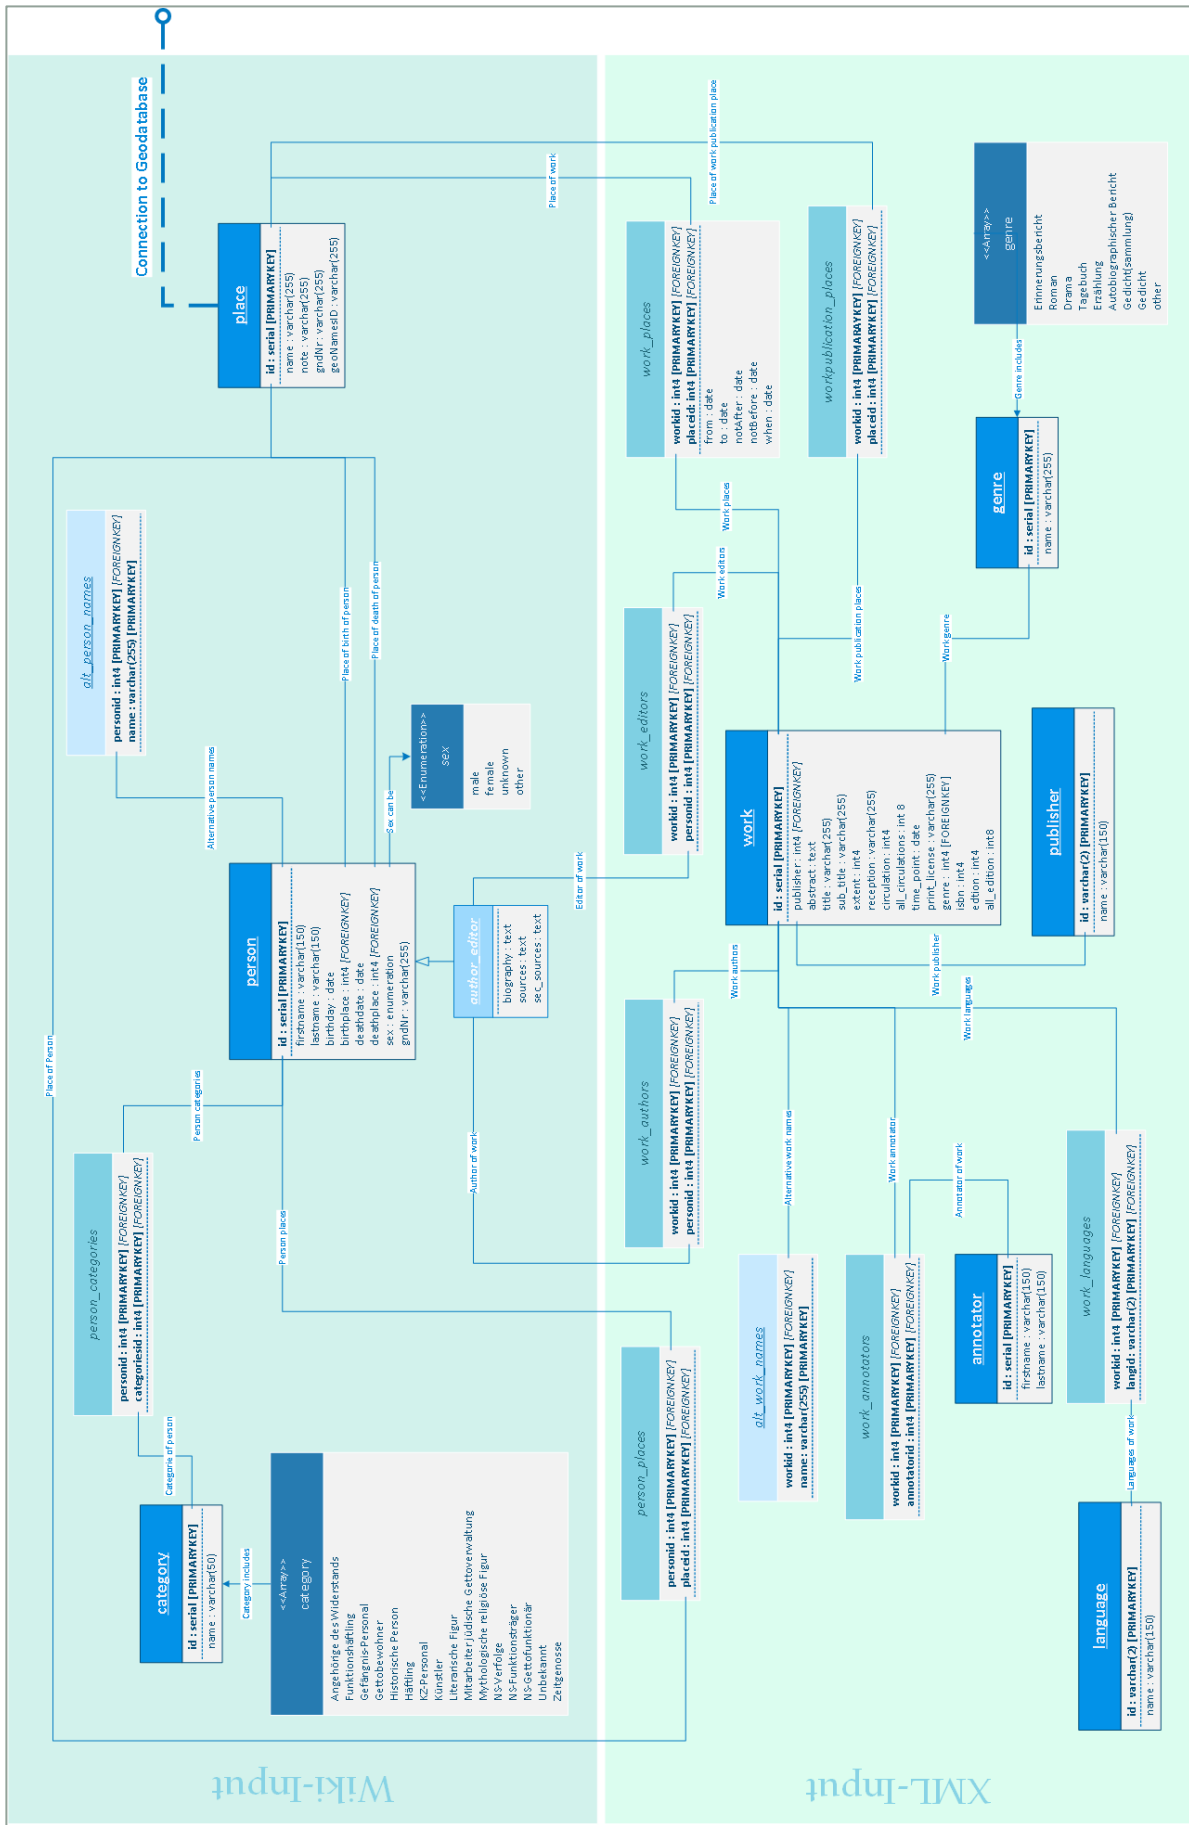 Wiki-Input
XML-Input
Connection to Geodatabase
category
id : serial [PRIMARYKEY]
name : varchar(50)
Category includes
<<Array>>
category
Angehörige des Widerstands
Funktionshäftling
Gefängnis-Personal
Gettobewohner
Historische Person
Häftling
KZ-Personal
Künstler
Literarische Figur
Mitarbeiter jüdische Gettoverwaltung
Mythologische religiöse Figur
NS-Verfolge
NS-Funktionsträger
NS-Gettofunktionär
Unbekannt
Zeitgenosse
Categorie of person
person_categories
personid : int4 [PRIMARYKEY] [FOREIGNKEY]
categoriesid : int4 [PRIMARYKEY] [FOREIGNKEY]
Person categories
Place of Person
Person places
person
id : serial [PRIMARYKEY]
firstname : varchar(150)
lastname : varchar(150)
birthday : date
birthplace : int4 [FOREIGNKEY]
deathdate : date
deathplace : int4 [FOREIGNKEY]
sex : enumeration
gndNr : varchar(255)
Alternative person names
alt_person_names
personid : int4 [PRIMARYKEY] [FOREIGNKEY]
name : varchar(255) [PRIMARYKEY]
Place of birth of person
Place of death of person
Sex can be
<<Enumeration>>
sex
male
female
unknown
other
place
id : serial [PRIMARYKEY]
name : varchar(255)
note : varchar(255)
gndNr : varchar(255)
geoNamesID : varchar(255)
author_editor
biography : text
sources : text
sec_sources : text
Author of work
Editor of work
Place of work
Place of work publication place
person_places
personid : int4 [PRIMARYKEY] [FOREIGNKEY]
placeid : int4 [PRIMARYKEY] [FOREIGNKEY]
work_authors
workid : int4 [PRIMARYKEY] [FOREIGNKEY]
personid : int4 [PRIMARYKEY] [FOREIGNKEY]
Work author
work_editors
workid : int4 [PRIMARYKEY] [FOREIGNKEY]
personid : int4 [PRIMARYKEY] [FOREIGNKEY]
Work editors
work_places
workid : int4 [PRIMARYKEY] [FOREIGNKEY]
placeid: int4 [PRIMARYKEY] [FOREIGNKEY]
from : date
to : date
notAfter : date
notBefore : date
when : date
Work places
alt_work_names
workid : int4 [PRIMARYKEY] [FOREIGNKEY]
name: varchar(255) [PRIMARYKEY]
Alternative work names
work
id : serial [PRIMARYKEY]
publisher : int4 [FOREIGNKEY]
abstract : text
title : varchar(255)
sub_title : varchar(255)
extent : int4
reception : varchar(255)
circulation : int4
all_circulations : int 8
time_point : date
print_license : varchar(255)
genre : int4 [FOREIGNKEY]
isbn : int4
edtion : int4
all_edition : int8
workpublication_places
workid : int4 [PRIMARAYKEY] [FOREIGNKEY]
placeid : int4 [PRIMARYKEY] [FOREIGNKEY]
Work publication places
work_annotators
workid : int4 [PRIMARYKEY] [FOREIGNKEY]
annotatorid : int4 [PRIMARYKEY] [FOREIGNKEY]
Work annotator
Annotator of work
annotator
id : serial [PRIMARYKEY]
firstname : varchar(150)
lastname : varchar(150)
Work publisher
Work languages
Work genre
publisher
id: varchar(2) [PRIMARYKEY]
name : varchar(150)
genre
id : serial [PRIMARYKEY]
name : varchar(255)
Genre includes
<<Array>>
genre
Erinnerungsbericht
Roman
Drama
Tagebuch
Erzählung
Autobiographischer Bericht
Gedicht(sammlung)
Gedicht
other
work_languages
workid : int4 [PRIMARYKEY] [FOREIGNKEY]
langid: varchar(2) [PRIMARYKEY] [FOREIGNKEY]
Languages of work
language
id : varchar(2) [PRIMARYKEY]
name : varchar(150)